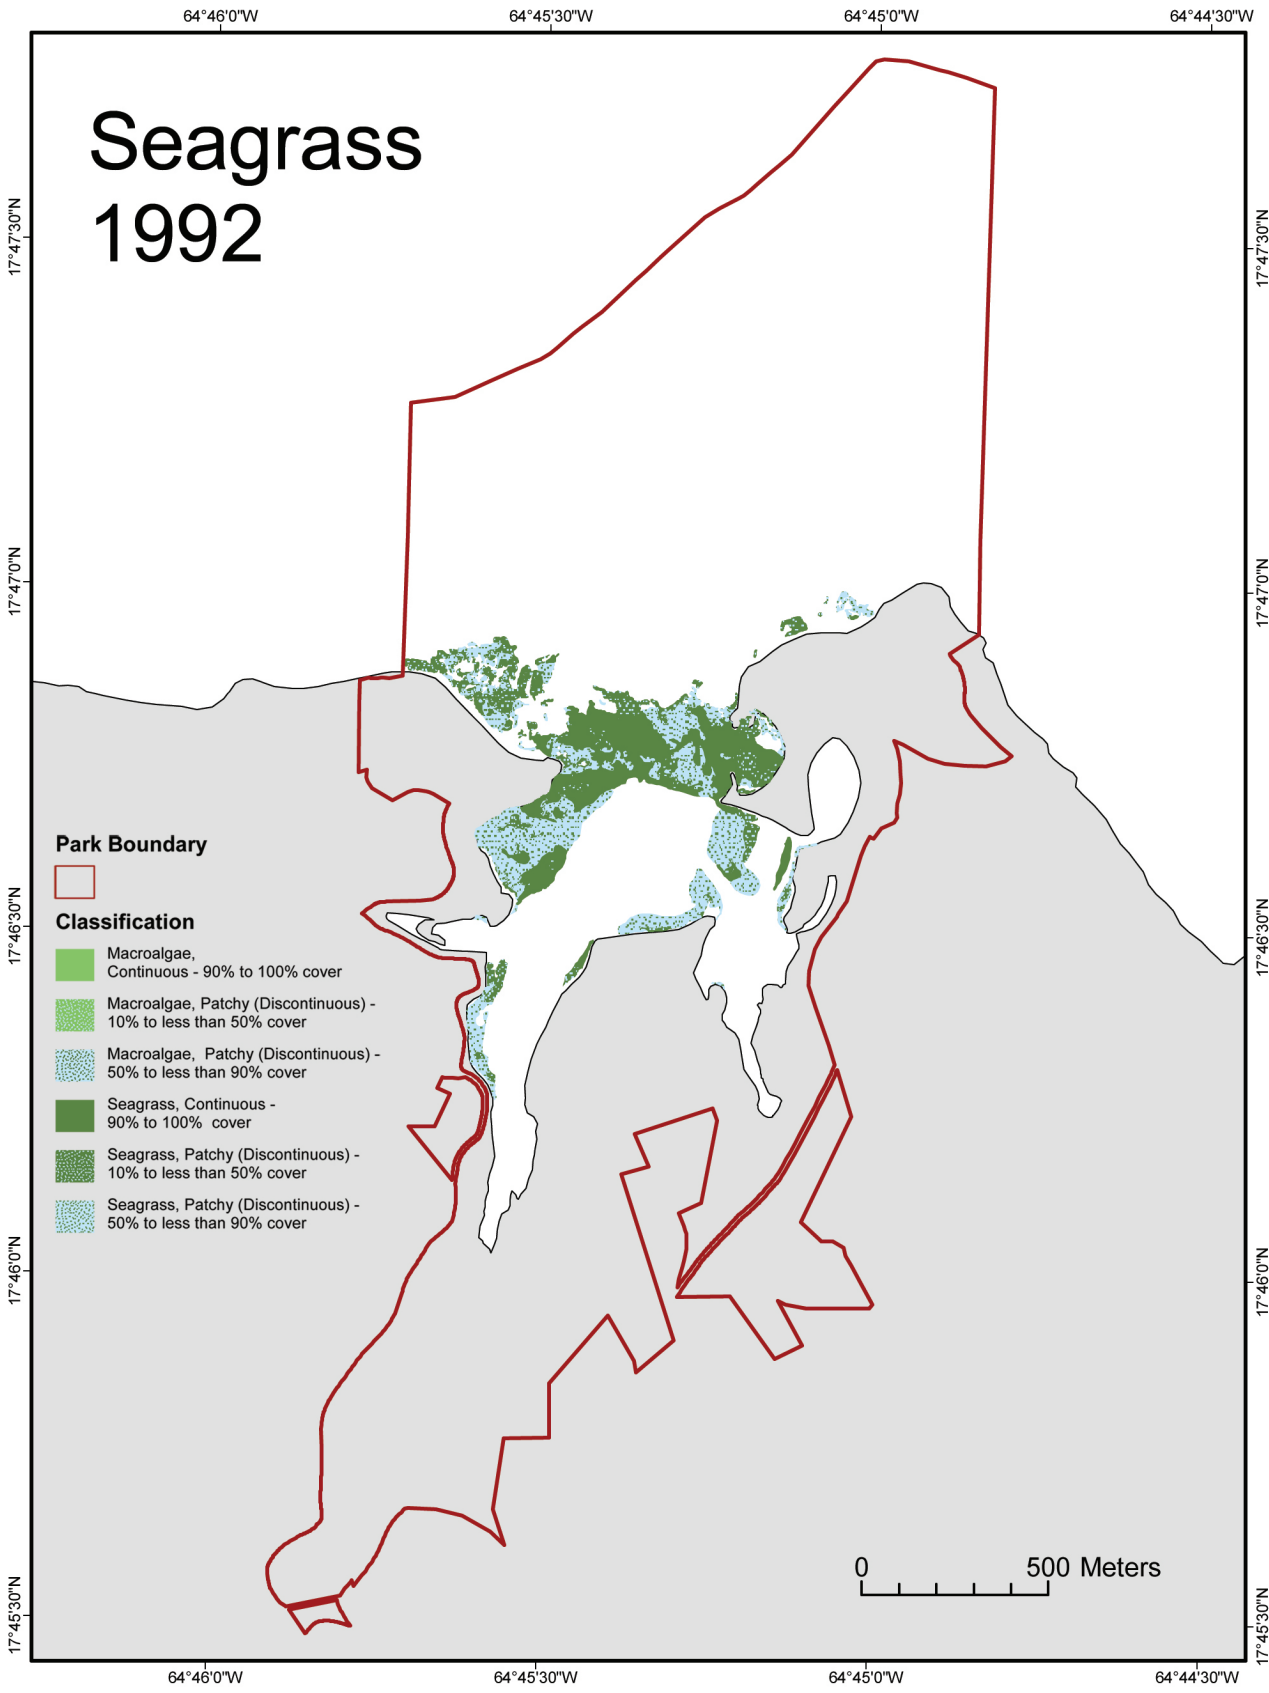 64°46'0"W 64°45'30"W 64°45'0"W 64°44'30"W
Seagrass
1992
17°47'30"N
17°47'30"N
17°47'0"N
17°47'0"N
Park Boundary
Classification
Macroalgae,
Continuous - 90% to 100% cover
Macroalgae, Patchy (Discontinuous) -
10% to less than 50% cover
Macroalgae, Patchy (Discontinuous) -
50% to less than 90% cover
Seagrass, Continuous -
90% to 100% cover
Seagrass, Patchy (Discontinuous) -
10% to less than 50% cover
Seagrass, Patchy (Discontinuous) -
50% to less than 90% cover
17°46'30"N
17°46'30"N
17°46'0"N
17°46'0"N
0 500 Meters
17°45'30"N
17°45'30"N
64°46'0"W 64°45'30"W 64°45'0"W 64°44'30"W